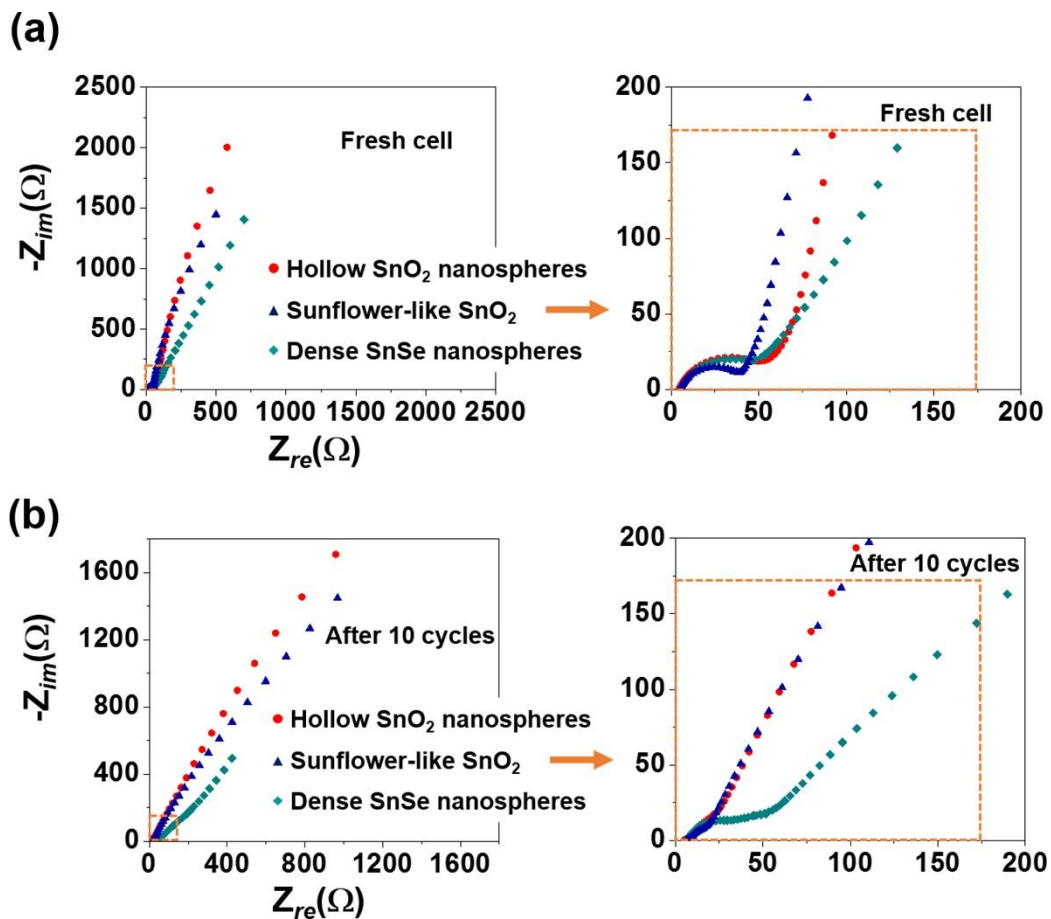 (a)
2500
2000
1500
1000
500
0
0 500 1000 1500 2000 2500
-Zim(Ω)
Zre(Ω)
Fresh cell
Hollow SnO2 nanospheres
Sunflower-like SnO2
Dense SnSe nanospheres
200
150
100
50
0
0 50 100 150 200
Fresh cell
(b)
1600
1200
800
400
0
0 400 800 1200 1600
-Zim(Ω)
Zre(Ω)
After 10 cycles
Hollow SnO2 nanospheres
Sunflower-like SnO2
Dense SnSe nanospheres
200
150
100
50
0
0 50 100 150 200
After 10 cycles